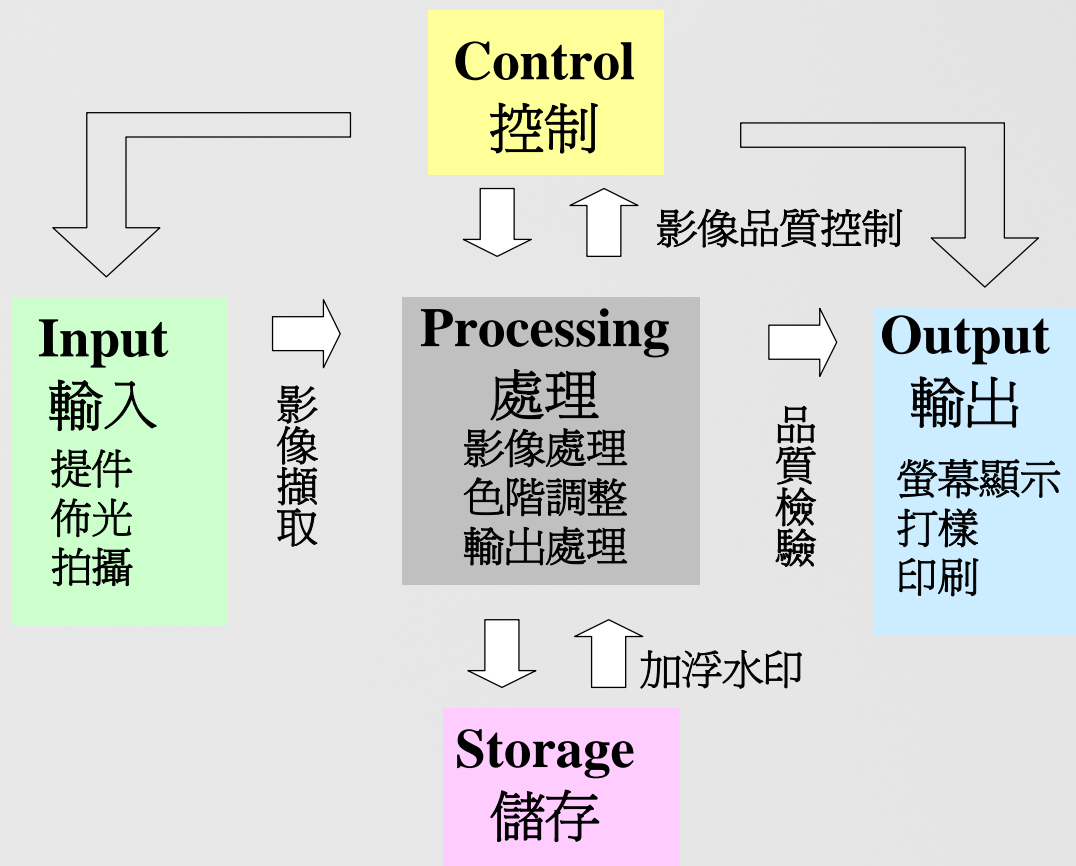 Control
控制
影像品質控制
Input
輸入
提件
佈光
拍攝
影像擷取
Processing
處理
影像處理
色階調整
輸出處理
品質檢驗
Output
輸出
螢幕顯示
打樣
印刷
加浮水印
Storage
儲存